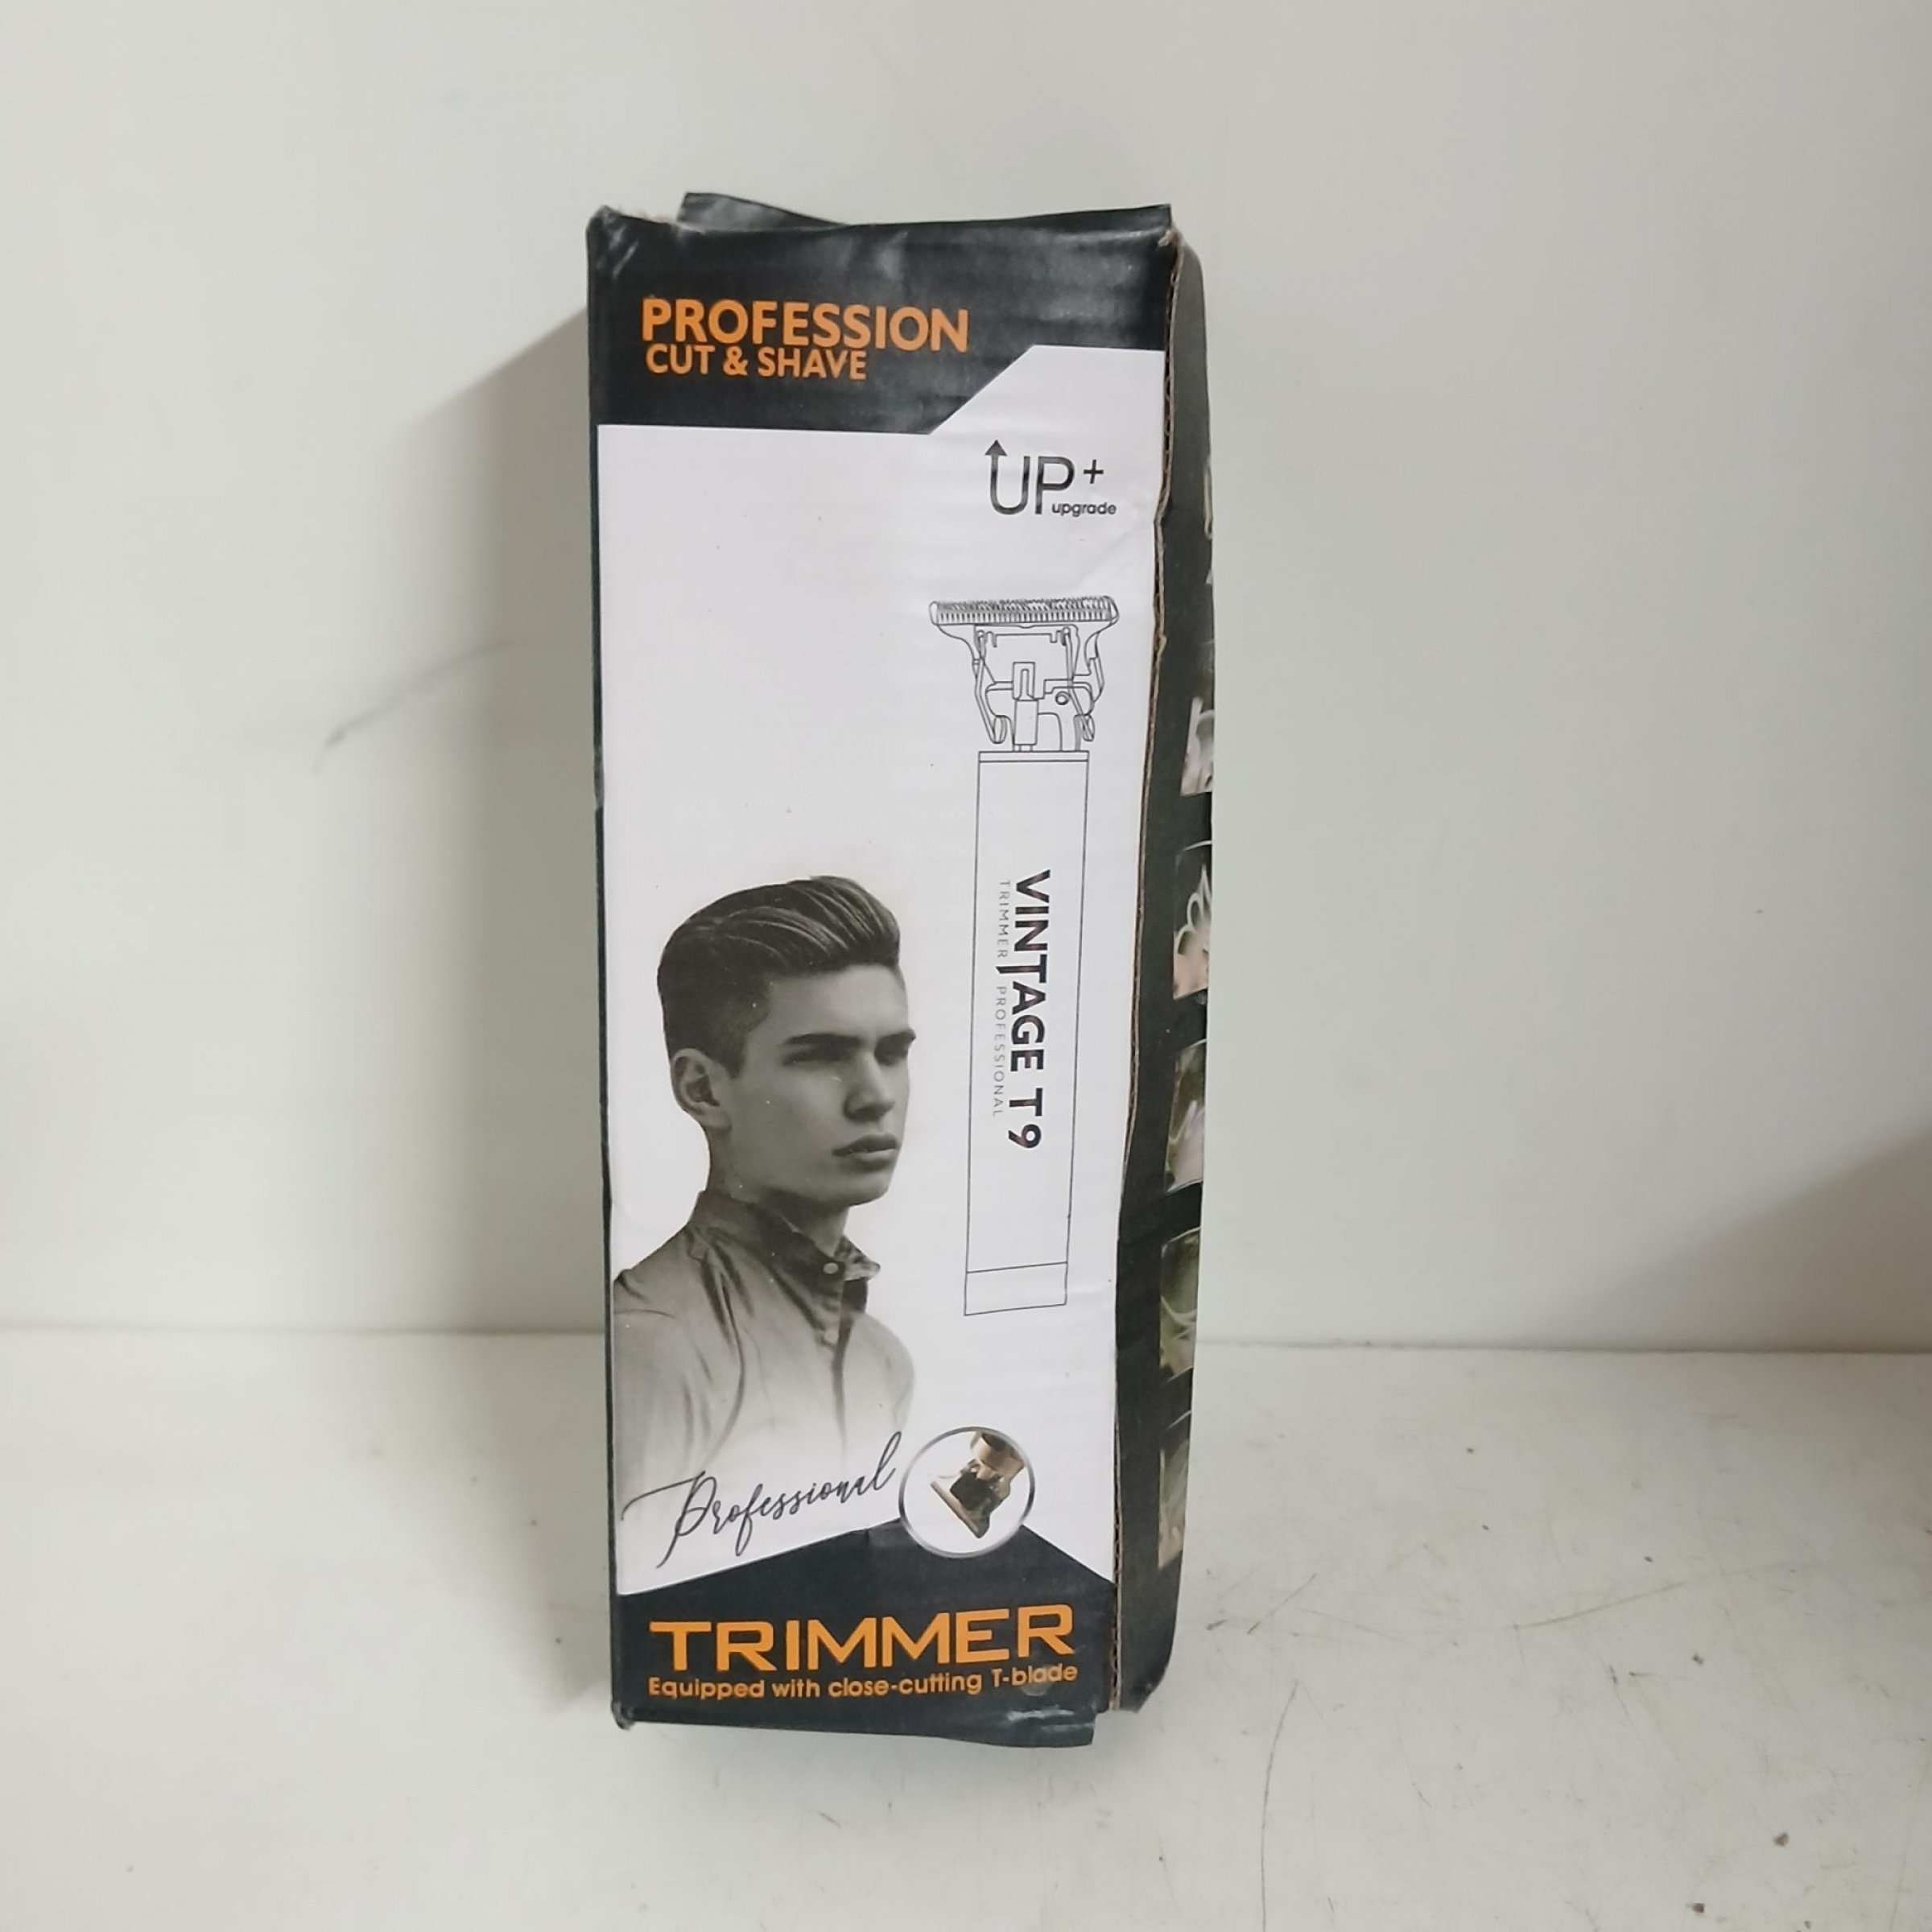 PROFESSION
CUT & SHAVE
UP+
upgrade
VINTAGE T9
TRIMMER PROFESSIONAL
Professional
TRIMMER
Equipped with close-cutting T-blade